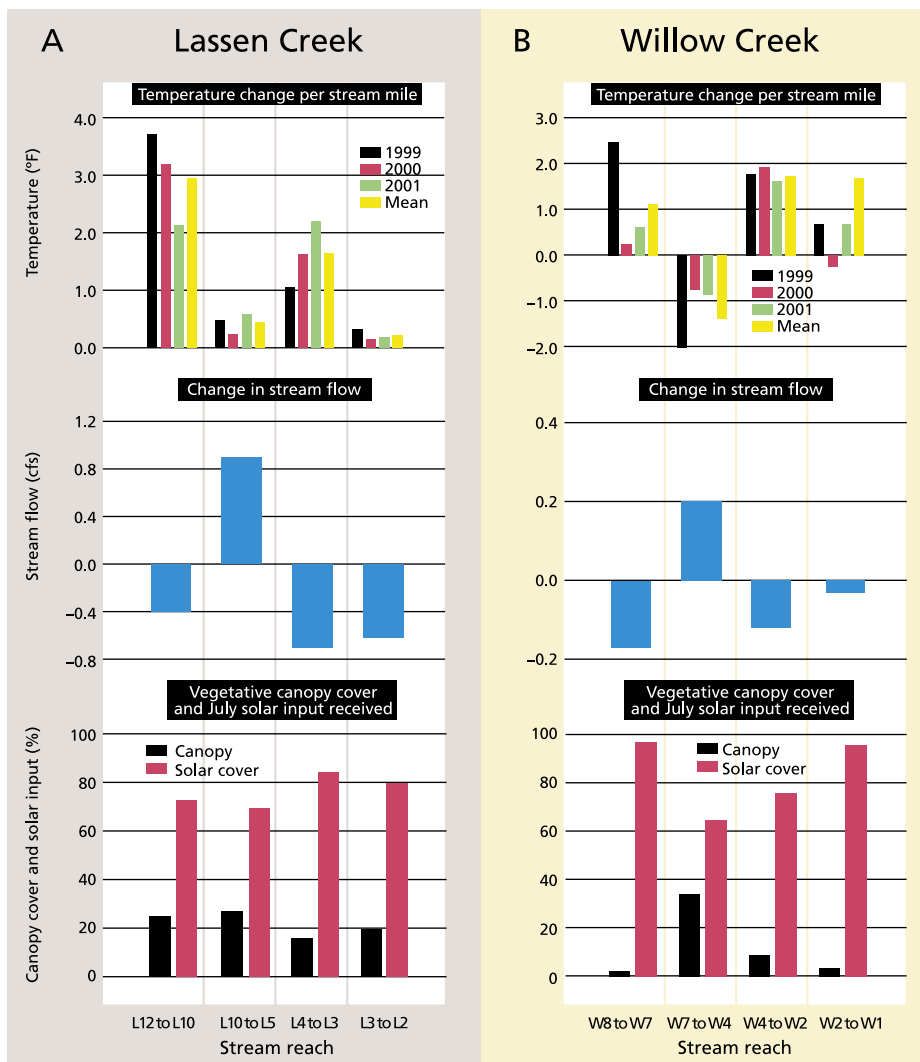 A Lassen Creek
Temperature change per stream mile
Temperature (ºF)
4.0
3.0
2.0
1.0
0.0
1999
2000
2001
Mean
Change in stream flow
Stream flow (cfs)
1.2
0.8
0.4
0.0
−0.4
−0.8
Vegetative canopy cover
and July solar input received
Canopy cover and solar input (%)
100
80
60
40
20
0
Canopy
Solar cover
L12 to L10 L10 to L5 L4 to L3 L3 to L2
Stream reach
B Willow Creek
Temperature change per stream mile
3.0
2.0
1.0
0.0
−1.0
−2.0
1999
2000
2001
Mean
Change in stream flow
0.4
0.2
0.0
−0.2
Vegetative canopy cover
and July solar input received
100
80
60
40
20
0
Canopy
Solar cover
W8 to W7 W7 to W4 W4 to W2 W2 to W1
Stream reach